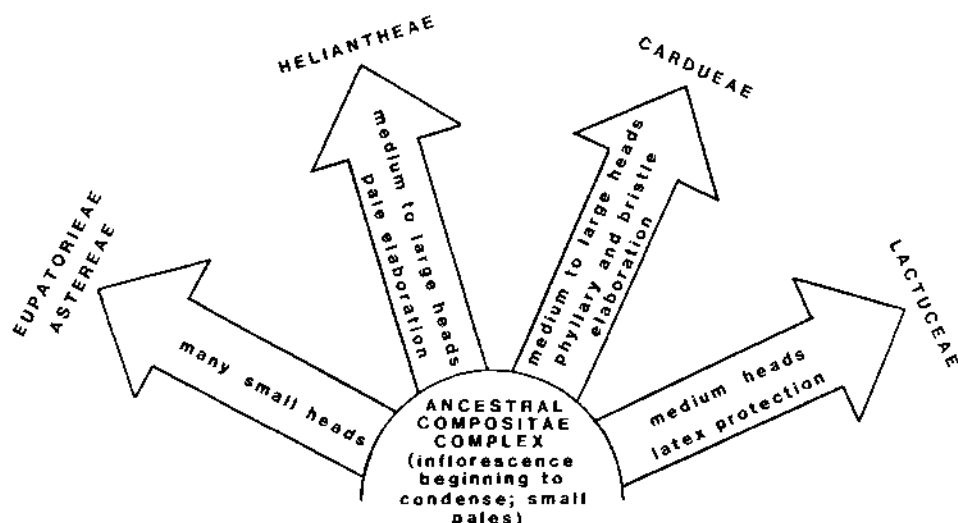 HELIANTHEAE
CARDUEAE
EUPATORIEAE
ASTEREAE
LACTUCEAE
many small heads
medium to large heads
pale elaboration
medium to large heads
phyllary and bristle
elaboration
medium heads
latex protection
ANCESTRAL
COMPOSITAE
COMPLEX
(inflorescence
beginning to
condense; small
pales)